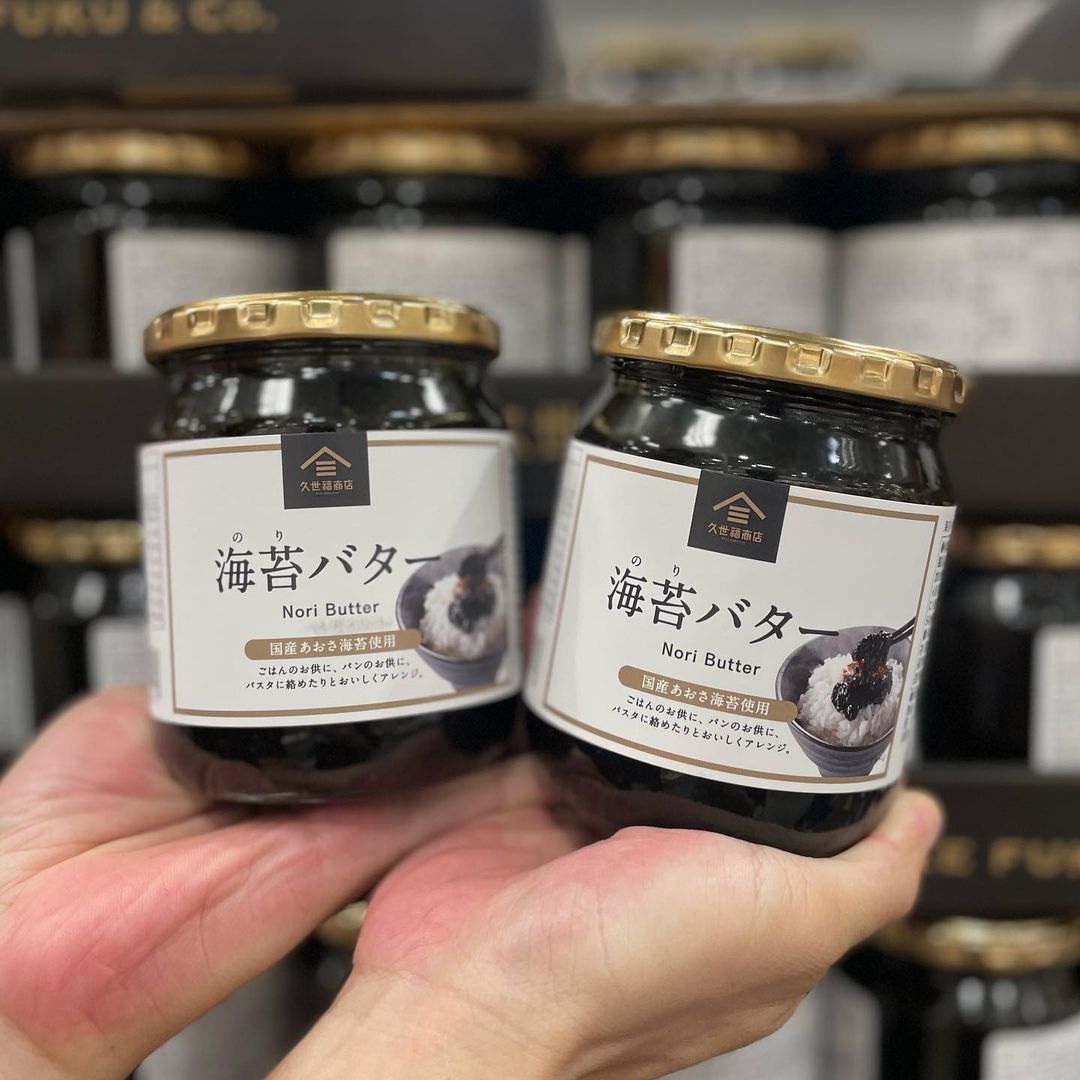 FUKU & Co.
久世福商店
のり
海苔バター
Nori Butter
国産あおさ海苔使用
ごはんのお供に、パンのお供に、
パスタに絡めたりとおいしくアレンジ。
久世福商店
のり
海苔バター
Nori Butter
国産あおさ海苔使用
ごはんのお供に、パンのお供に、
パスタに絡めたりとおいしくアレンジ。